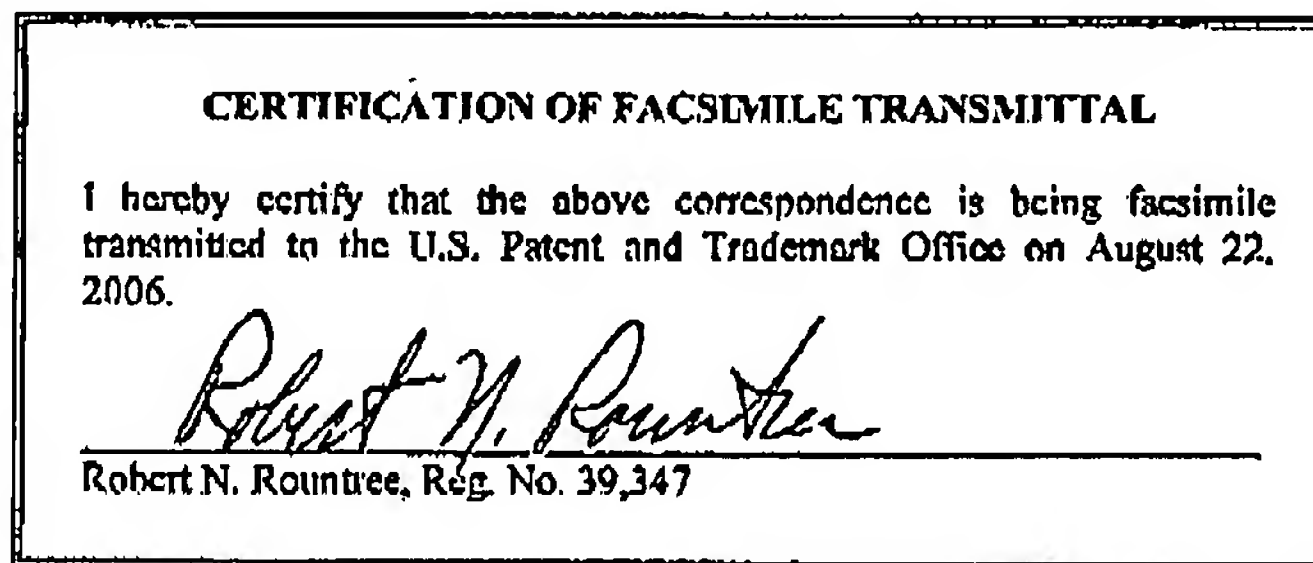 CERTIFICATION OF FACSIMILE TRANSMITTAL
I hereby certify that the above correspondence is being facsimile
transmitted to the U.S. Patent and Trademark Office on August 22,
2006.
Robert N. Rountree
Robert N. Rountree, Reg. No. 39,347